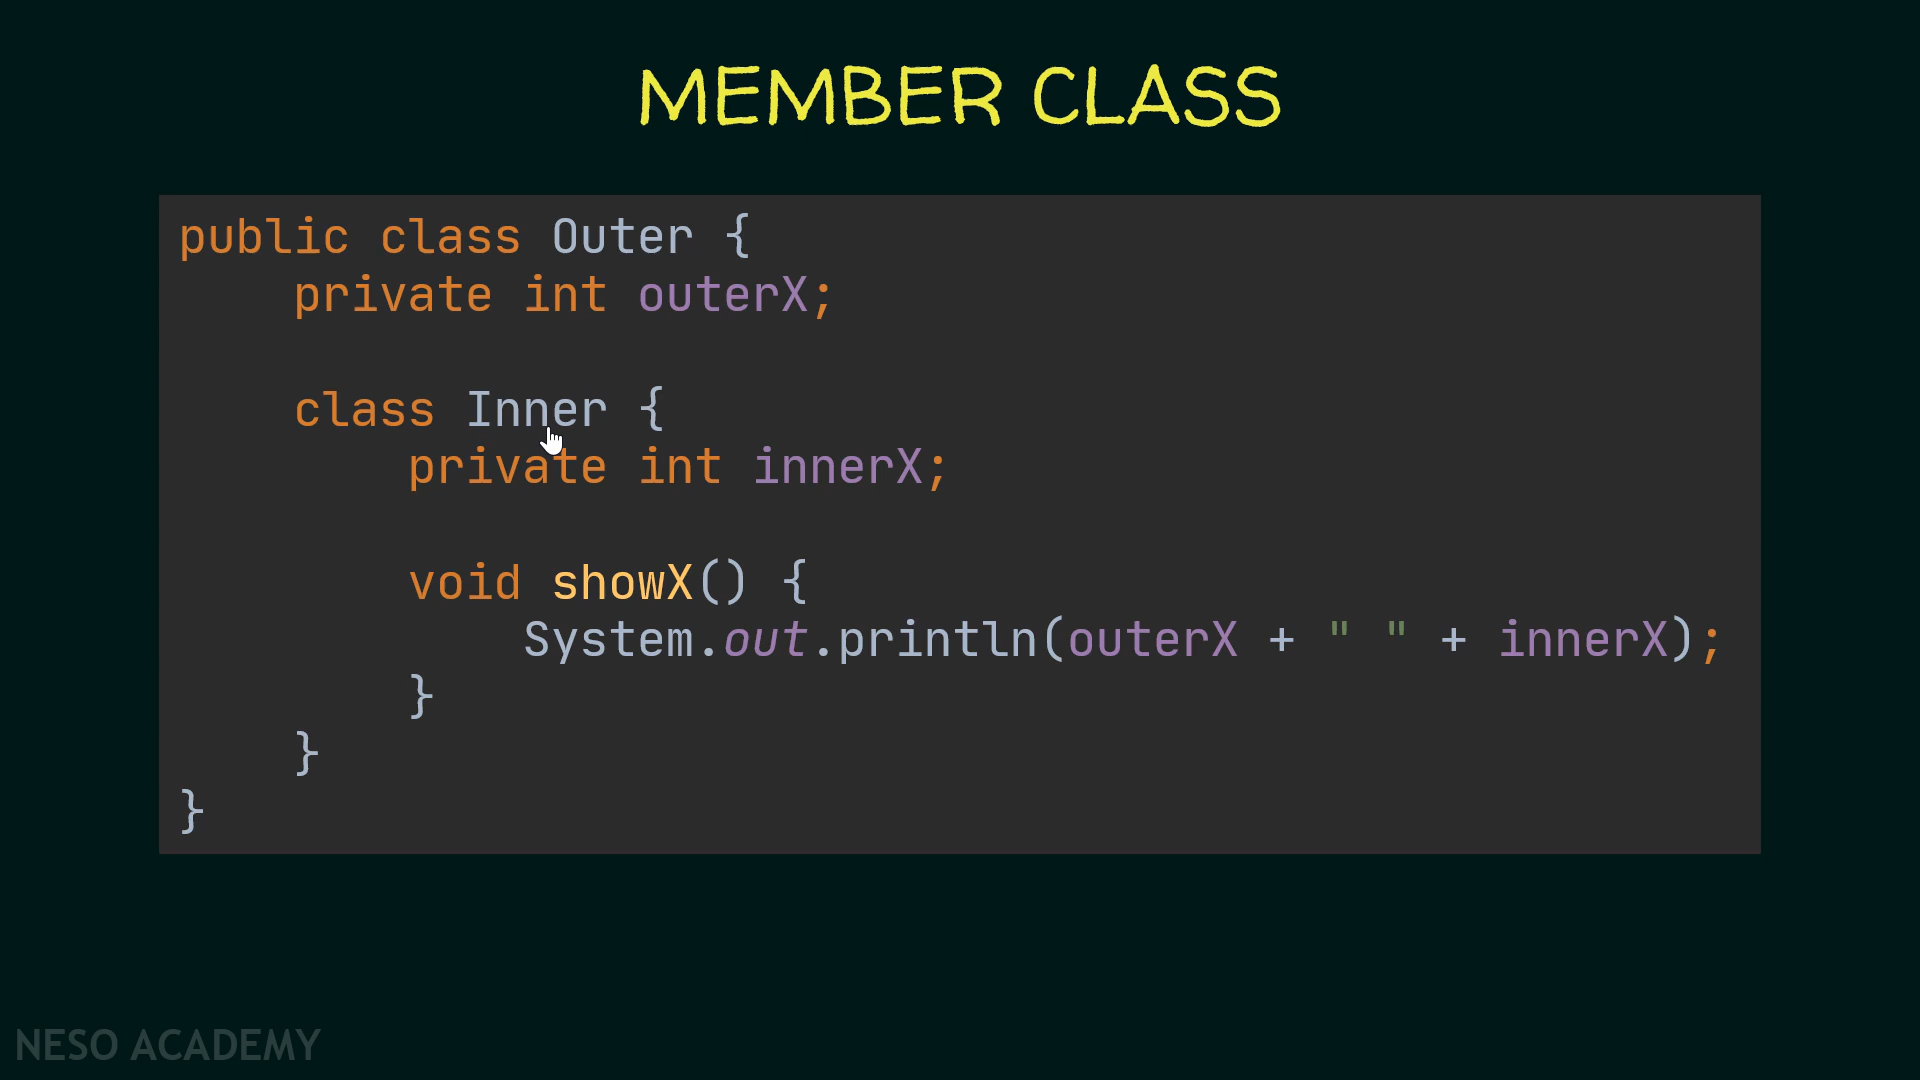 MEMBER CLASS
public class Outer {
    private int outerX;

    class Inner {
        private int innerX;

        void showX() {
            System.out.println(outerX + " " + innerX);
        }
    }
}
NESO ACADEMY